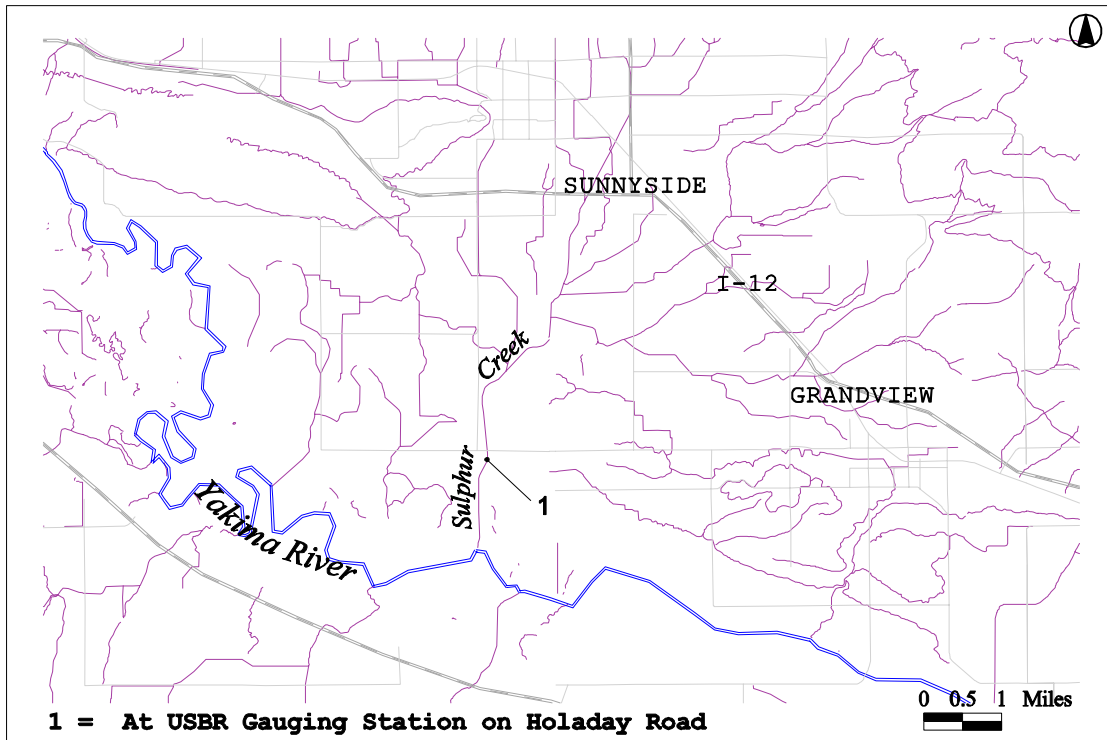 SUNNYSIDE
I-12
Creek
GRANDVIEW
Sulphur
1
Yakima River
0 0.5 1 Miles
1 = At USBR Gauging Station on Holaday Road